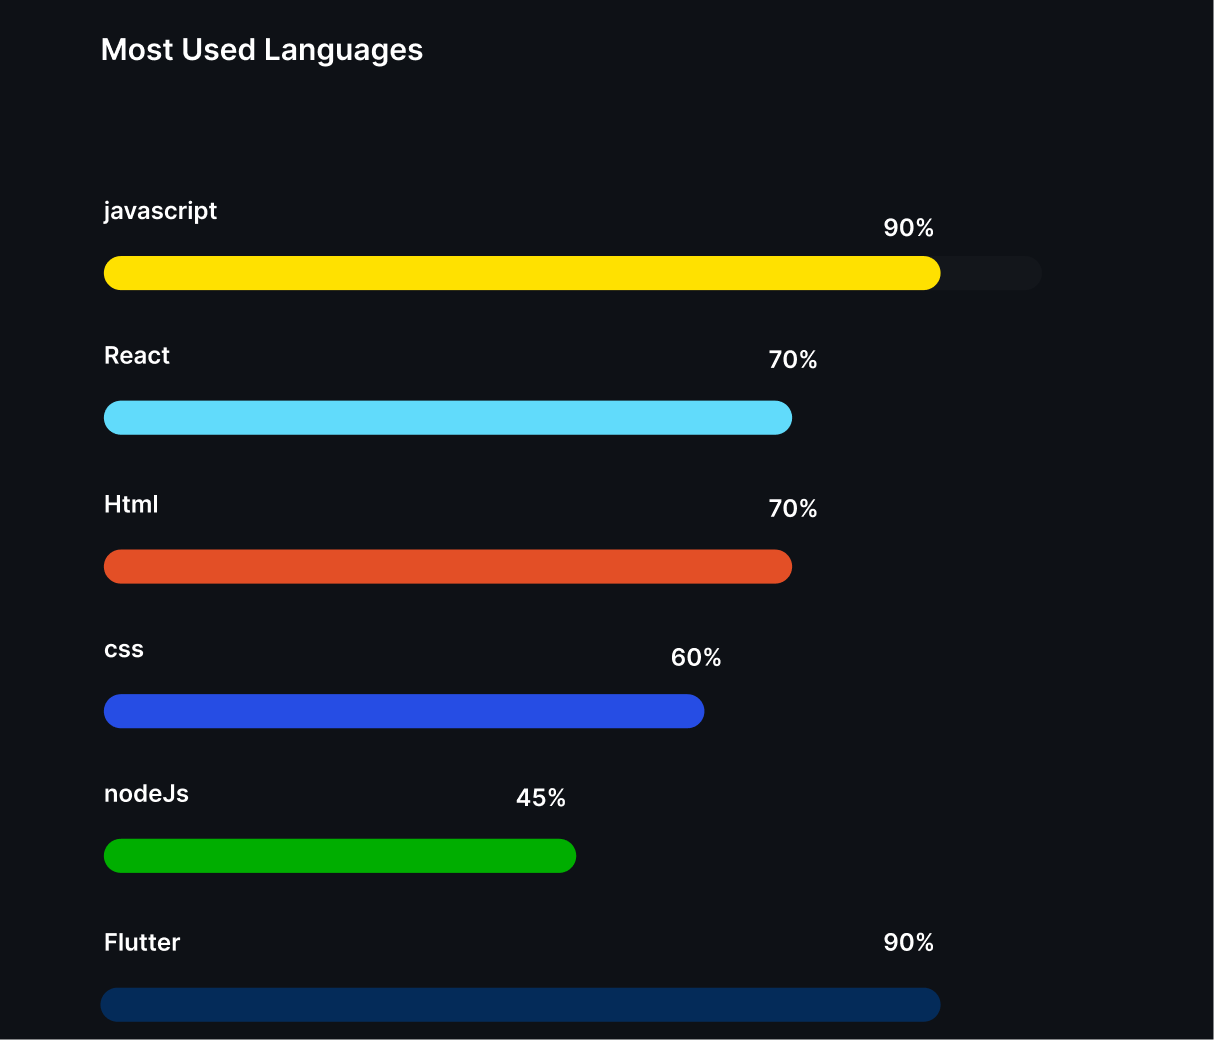 Most Used Languages
javascript
90%
React
70%
Html
70%
css
60%
nodeJs
45%
Flutter
90%